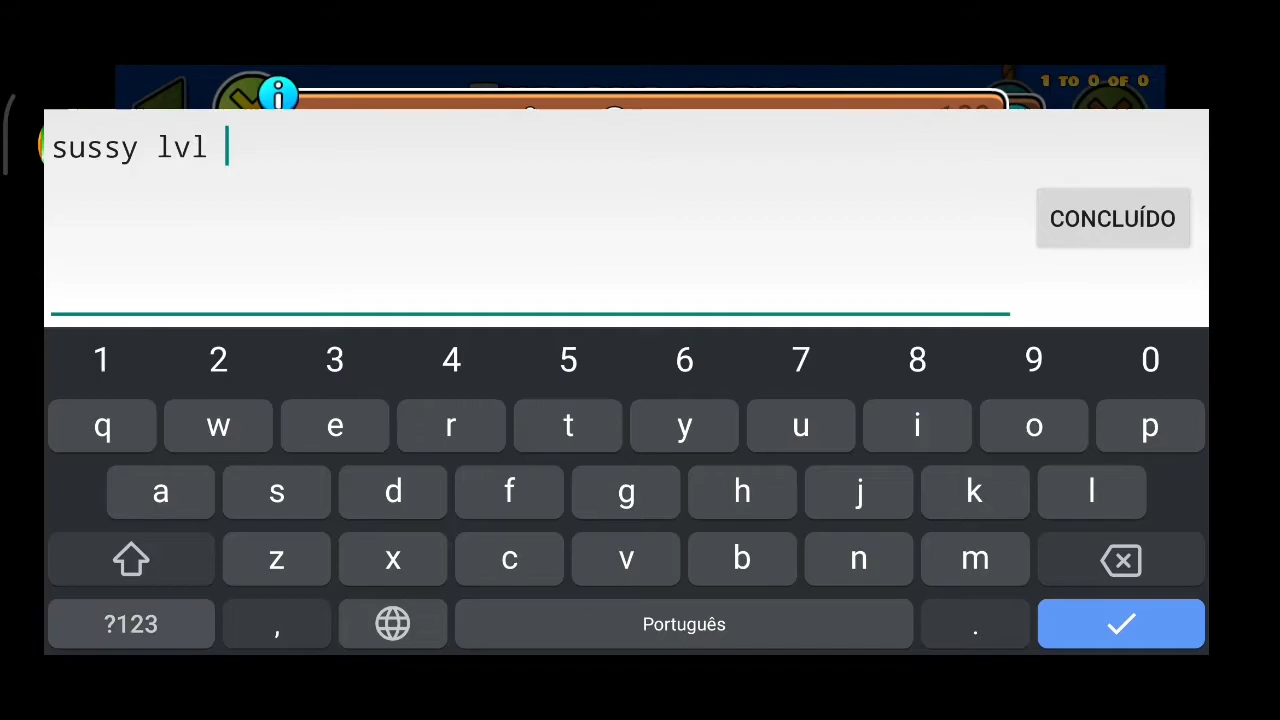 1 TO 0 OF 0
sussy lvl
CONCLUÍDO
1 2 3 4 5 6 7 8 9 0
q w e r t y u i o p
a s d f g h j k l
z x c v b n m
?123 , Português .